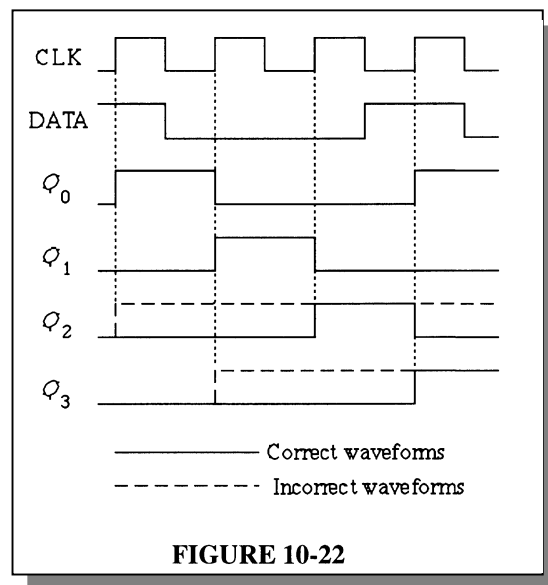 CLK
DATA
Q0
Q1
Q2
Q3
Correct waveforms
Incorrect waveforms
FIGURE 10-22